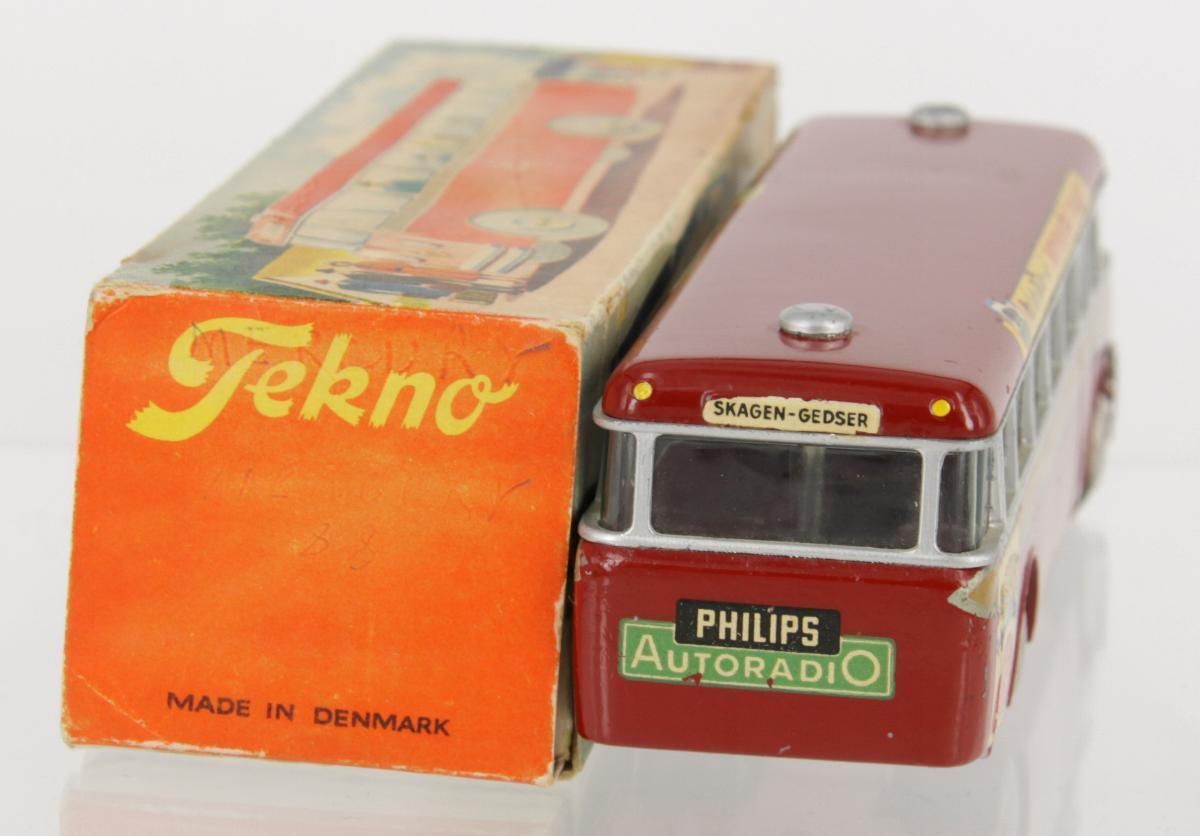 Tekno
MADE IN DENMARK
SKAGEN-GEDSER
PHILIPS
AUTORADIO